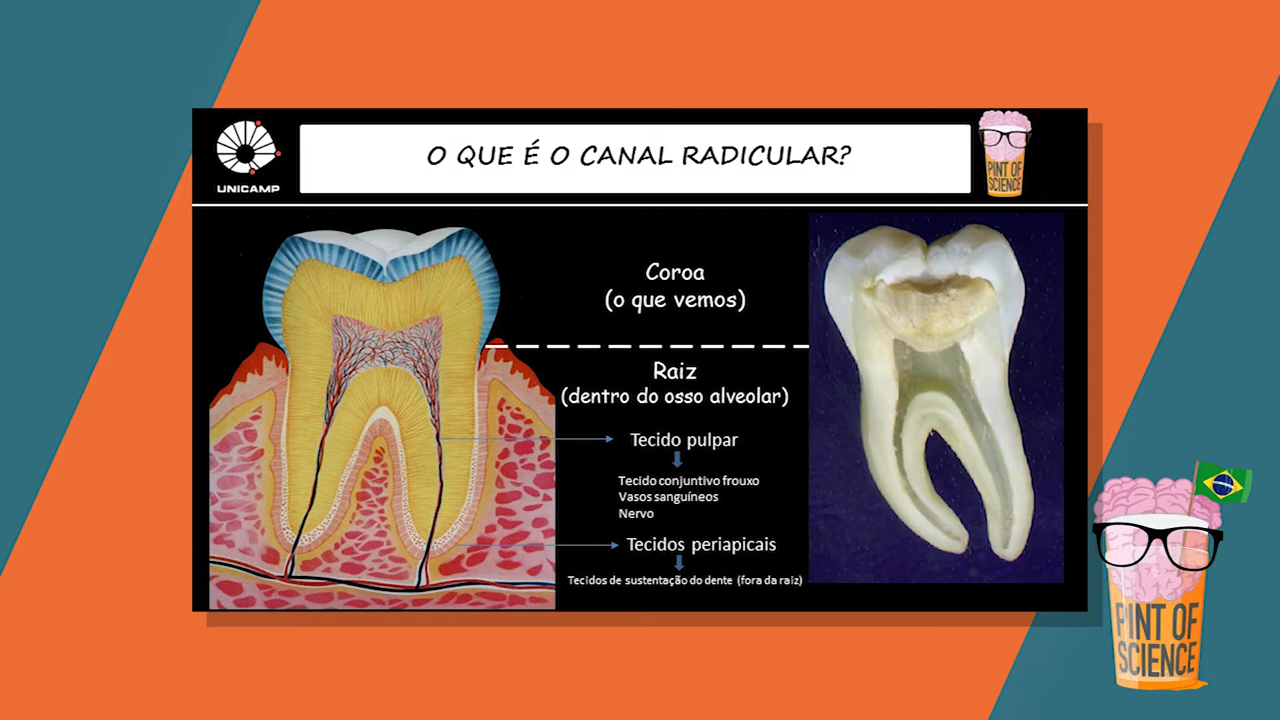 UNICAMP
O QUE É O CANAL RADICULAR?
PINT OF
SCIENCE
Coroa
(o que vemos)
Raiz
(dentro do osso alveolar)
Tecido pulpar
Tecido conjuntivo frouxo
Vasos sanguíneos
Nervo
Tecidos periapicais
Tecidos de sustentação do dente (fora da raiz)
PINT OF
SCIENCE